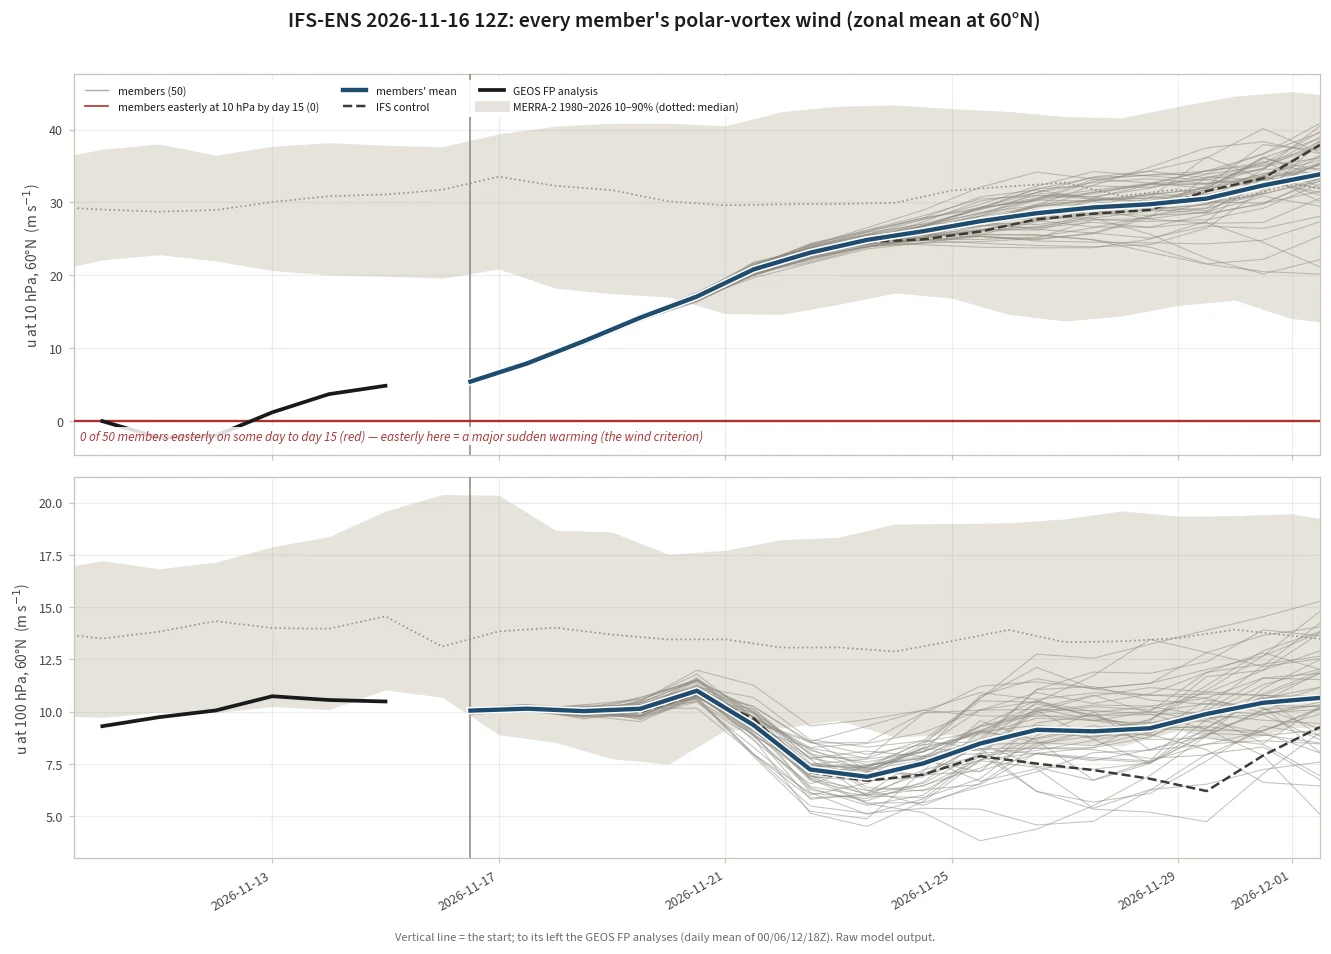 IFS-ENS 2026-11-16 12Z: every member's polar-vortex wind (zonal mean at 60°N)
members (50)
members' mean
GEOS FP analysis
members easterly at 10 hPa by day 15 (0)
IFS control
MERRA-2 1980–2026 10–90% (dotted: median)
u at 10 hPa, 60°N (m s⁻¹)
40
30
20
10
0
0 of 50 members easterly on some day to day 15 (red) — easterly here = a major sudden warming (the wind criterion)
u at 100 hPa, 60°N (m s⁻¹)
20.0
17.5
15.0
12.5
10.0
7.5
5.0
2026-11-13
2026-11-17
2026-11-21
2026-11-25
2026-11-29
2026-12-01
Vertical line = the start; to its left the GEOS FP analyses (daily mean of 00/06/12/18Z). Raw model output.